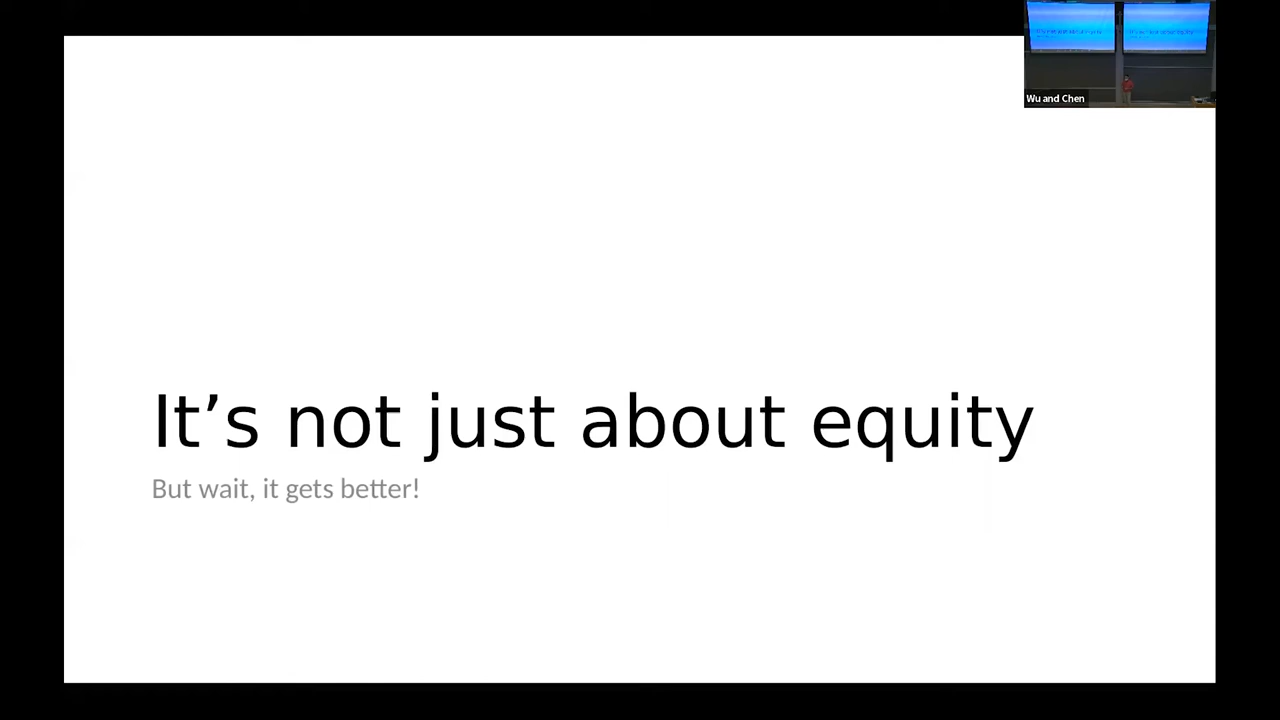 Wu and Chen
It’s not just about equity
But wait, it gets better!